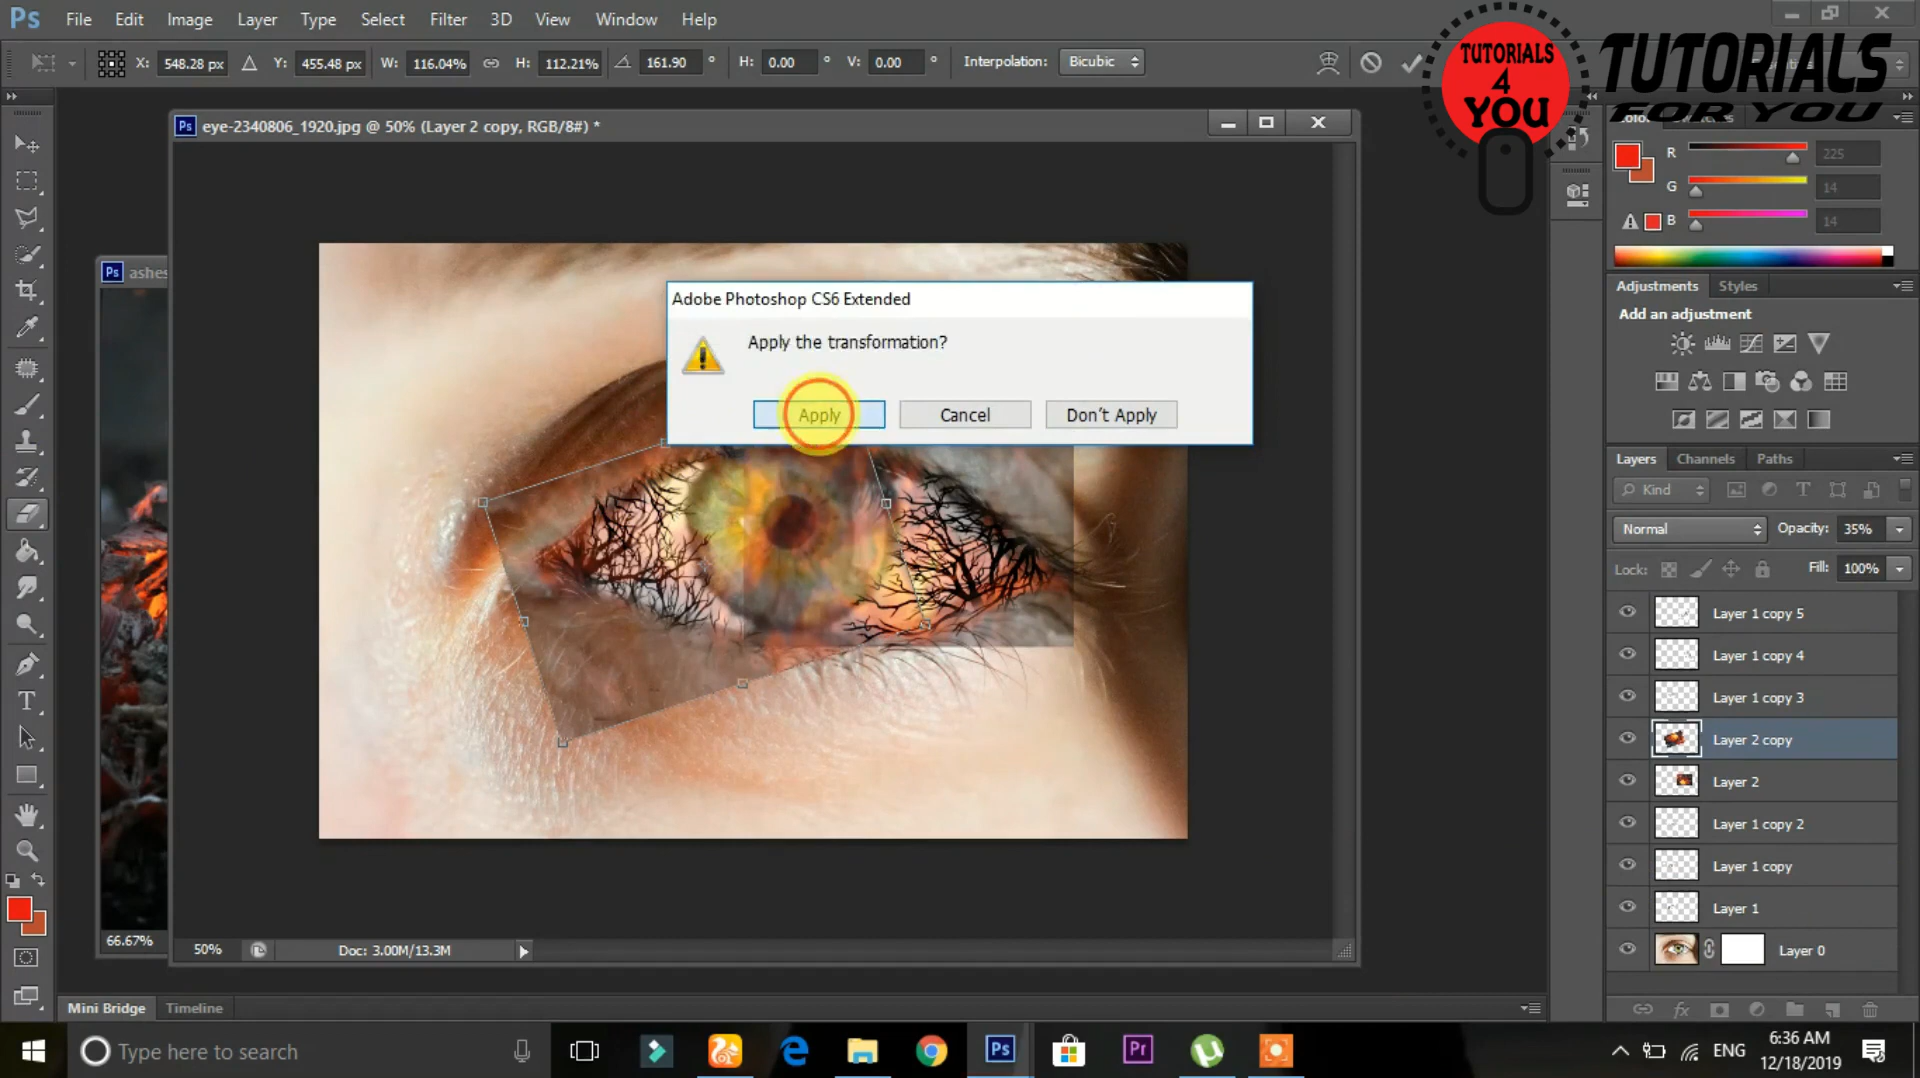 Ps File Edit Image Layer Type Select Filter 3D View Window Help
X: 548.28 px Y: 455.48 px W: 116.04% H: 112.21% 161.90 ° H: 0.00 ° V: 0.00 ° Interpolation: Bicubic
TUTORIALS
4
YOU
TUTORIALS
FOR YOU
Ps eye-2340806_1920.jpg @ 50% (Layer 2 copy, RGB/8#) *
Ps ashes
R 225
G 14
B 14
Adjustments Styles
Add an adjustment
Adobe Photoshop CS6 Extended
Apply the transformation?
Apply Cancel Don't Apply
Layers Channels Paths
Kind
Normal Opacity: 35%
Lock: Fill: 100%
Layer 1 copy 5
Layer 1 copy 4
Layer 1 copy 3
Layer 2 copy
Layer 2
Layer 1 copy 2
Layer 1 copy
Layer 1
Layer 0
66.67%
50% Doc: 3.00M/13.3M
Mini Bridge Timeline
Type here to search
Ps Pr
ENG
6:36 AM
12/18/2019